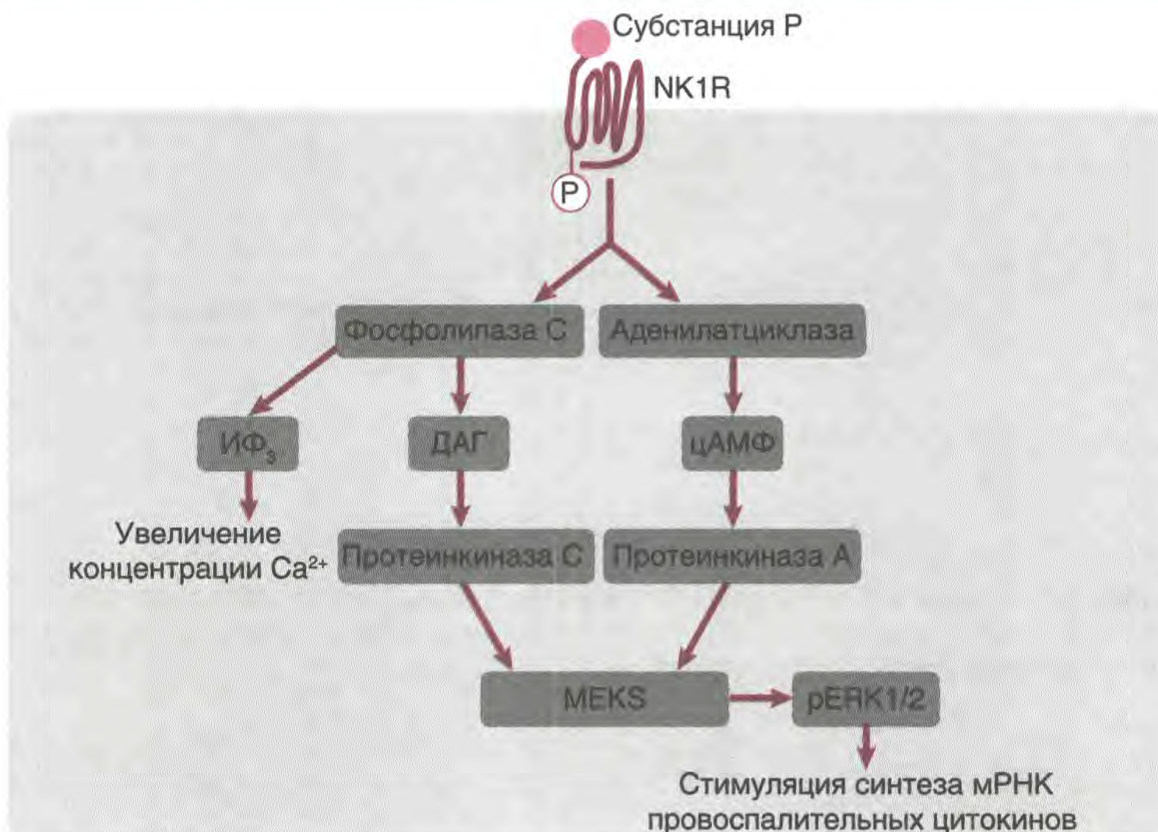 Субстанция P
NK1R
P
Фосфолипаза C
Аденилатциклаза
ИФ₃
ДАГ
цАМФ
Увеличение
концентрации Ca²⁺
Протеинкиназа C
Протеинкиназа A
MEKS
pERK1/2
Стимуляция синтеза мРНК
провоспалительных цитокинов